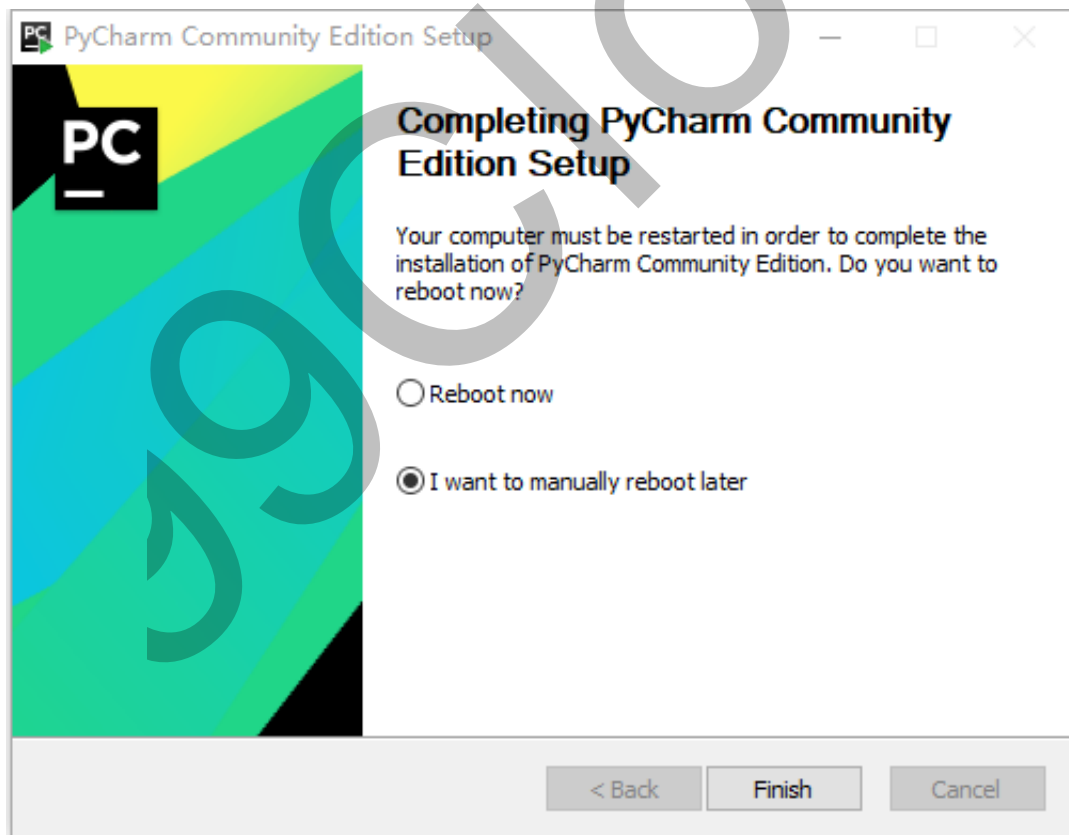 PyCharm Community Edition Setup
PC
Completing PyCharm Community
Edition Setup
Your computer must be restarted in order to complete the
installation of PyCharm Community Edition. Do you want to
reboot now?
Reboot now
I want to manually reboot later
< Back
Finish
Cancel